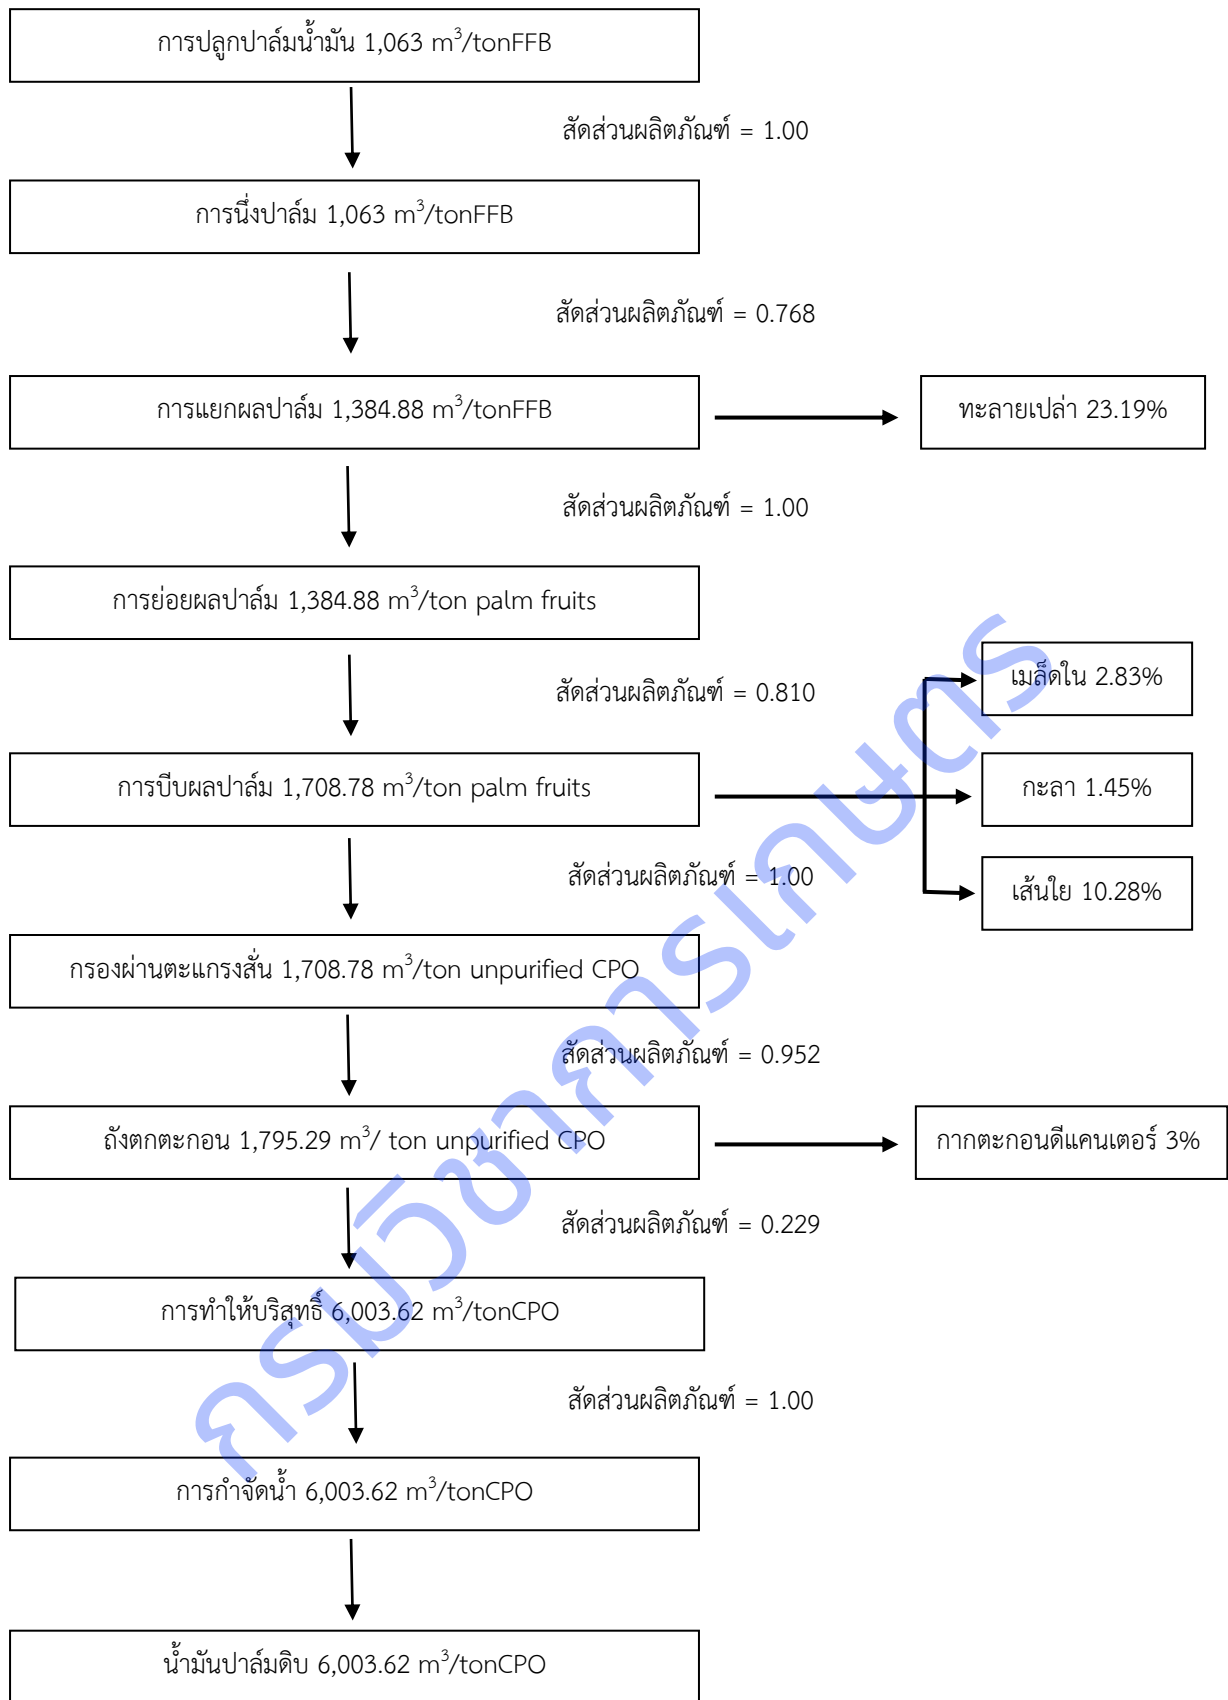 การปลูกปาล์มน้ำมัน 1,063 m³/tonFFB
สัดส่วนผลิตภัณฑ์ = 1.00
การนึ่งปาล์ม 1,063 m³/tonFFB
สัดส่วนผลิตภัณฑ์ = 0.768
การแยกผลปาล์ม 1,384.88 m³/tonFFB
ทะลายเปล่า 23.19%
สัดส่วนผลิตภัณฑ์ = 1.00
การย่อยผลปาล์ม 1,384.88 m³/ton palm fruits
สัดส่วนผลิตภัณฑ์ = 0.810
เมล็ดใน 2.83%
การบีบผลปาล์ม 1,708.78 m³/ton palm fruits
กะลา 1.45%
สัดส่วนผลิตภัณฑ์ = 1.00
เส้นใย 10.28%
กรองผ่านตะแกรงสั่น 1,708.78 m³/ton unpurified CPO
สัดส่วนผลิตภัณฑ์ = 0.952
ถังตกตะกอน 1,795.29 m³/ ton unpurified CPO
กากตะกอนดีแคนเตอร์ 3%
สัดส่วนผลิตภัณฑ์ = 0.229
การทำให้บริสุทธิ์ 6,003.62 m³/tonCPO
สัดส่วนผลิตภัณฑ์ = 1.00
การกำจัดน้ำ 6,003.62 m³/tonCPO
น้ำมันปาล์มดิบ 6,003.62 m³/tonCPO
กรมวิชาการเกษตร